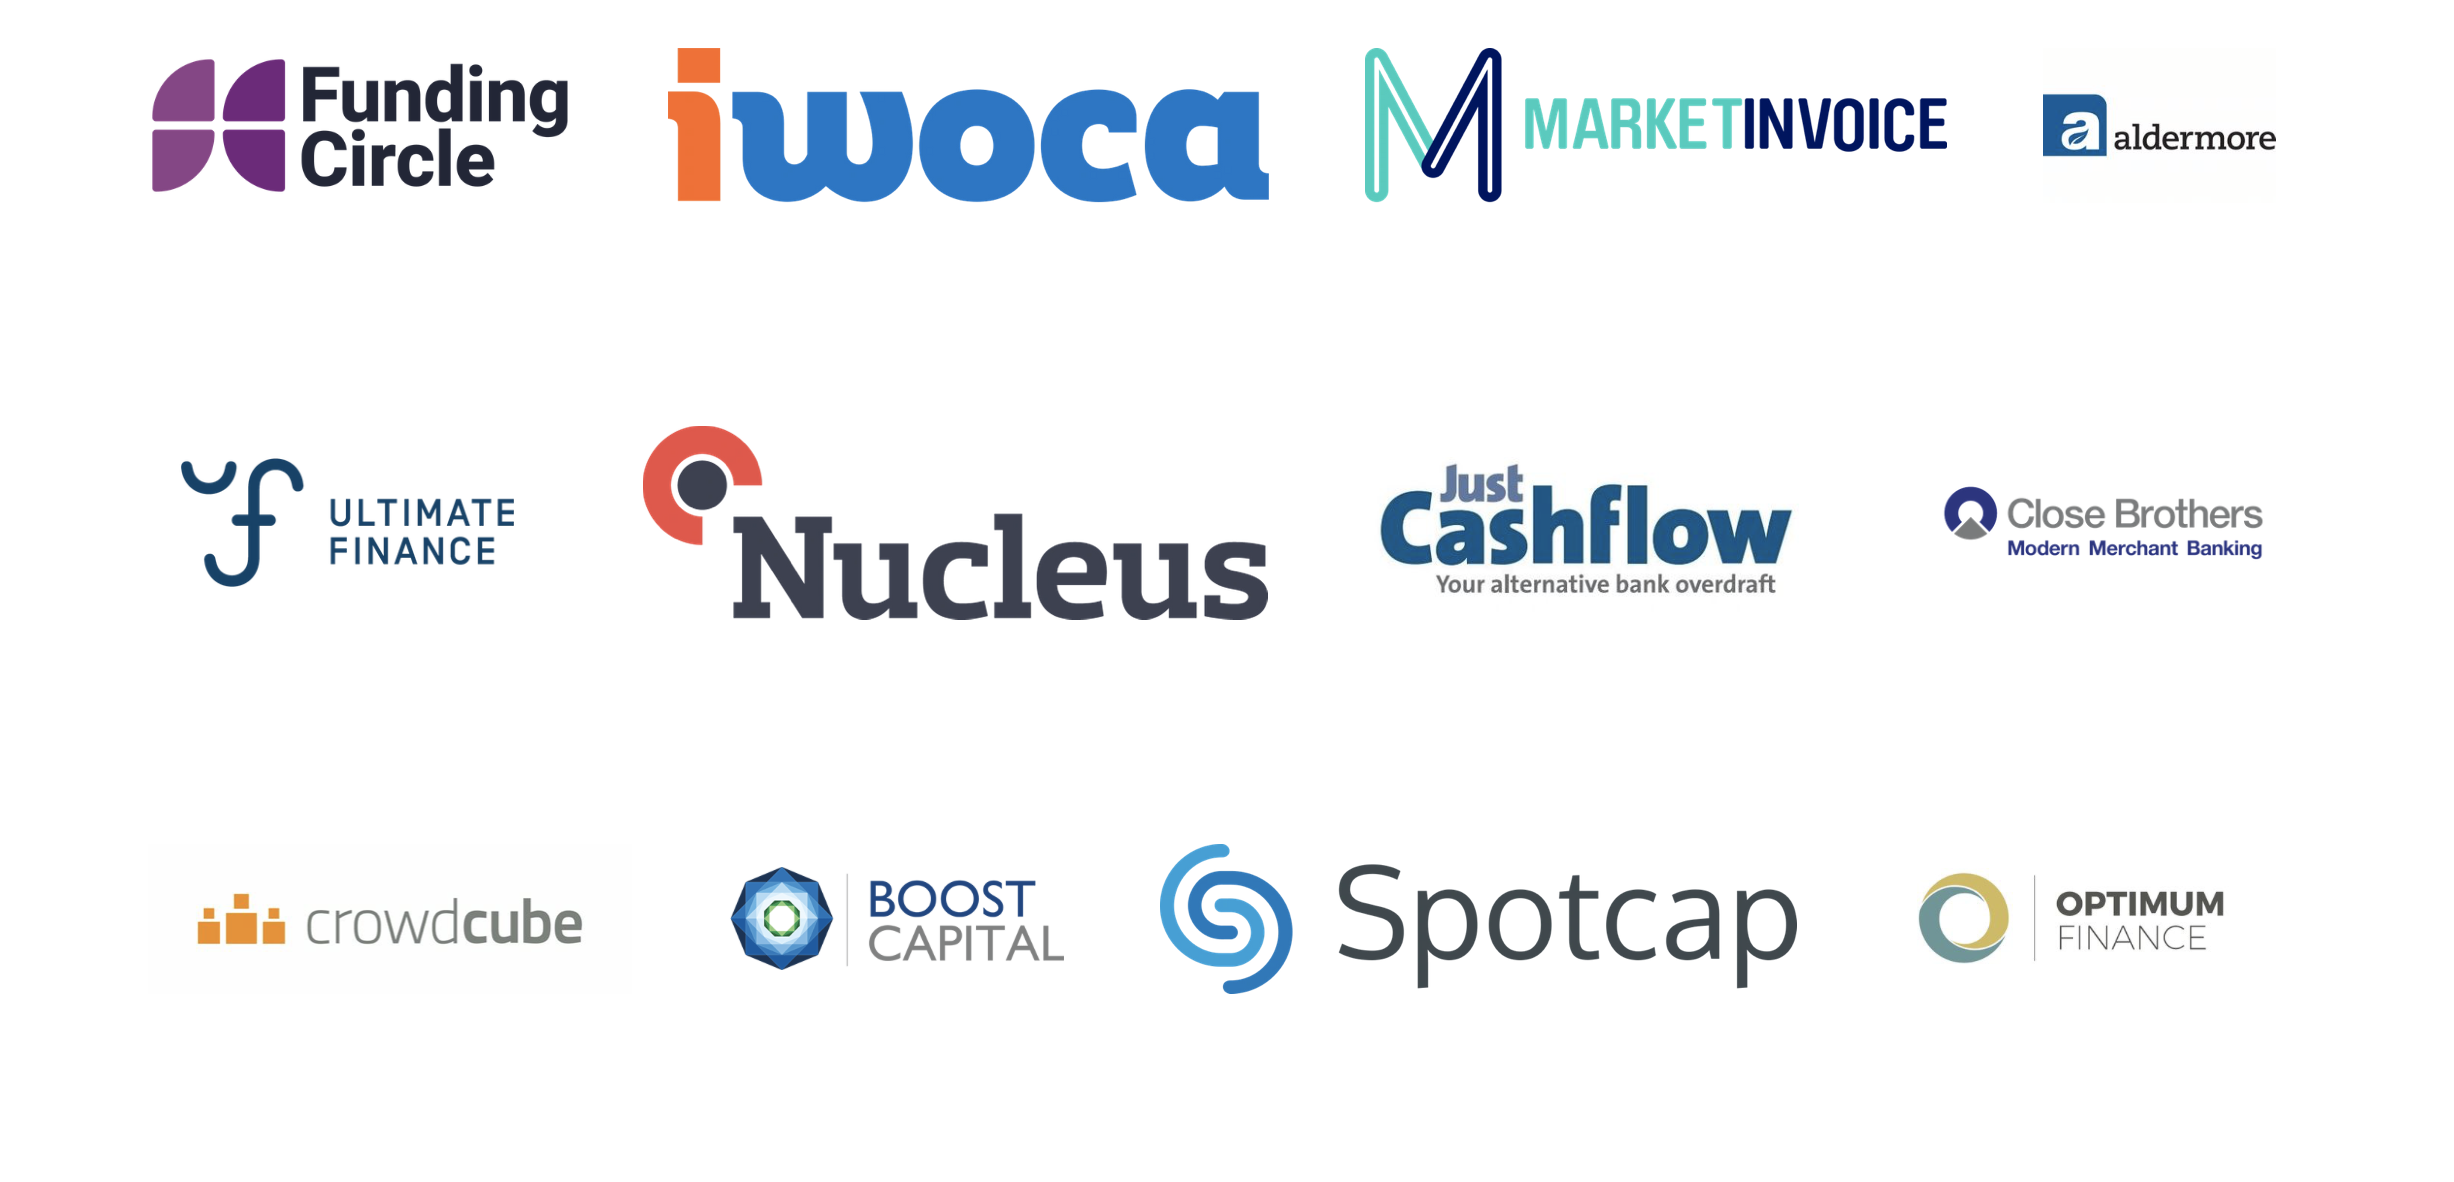 Funding
Circle
iwoca
MARKETINVOICE
a aldermore
ULTIMATE
FINANCE
Nucleus
Just
Cashflow
Your alternative bank overdraft
Close Brothers
Modern Merchant Banking
crowdcube
BOOST
CAPITAL
Spotcap
OPTIMUM
FINANCE